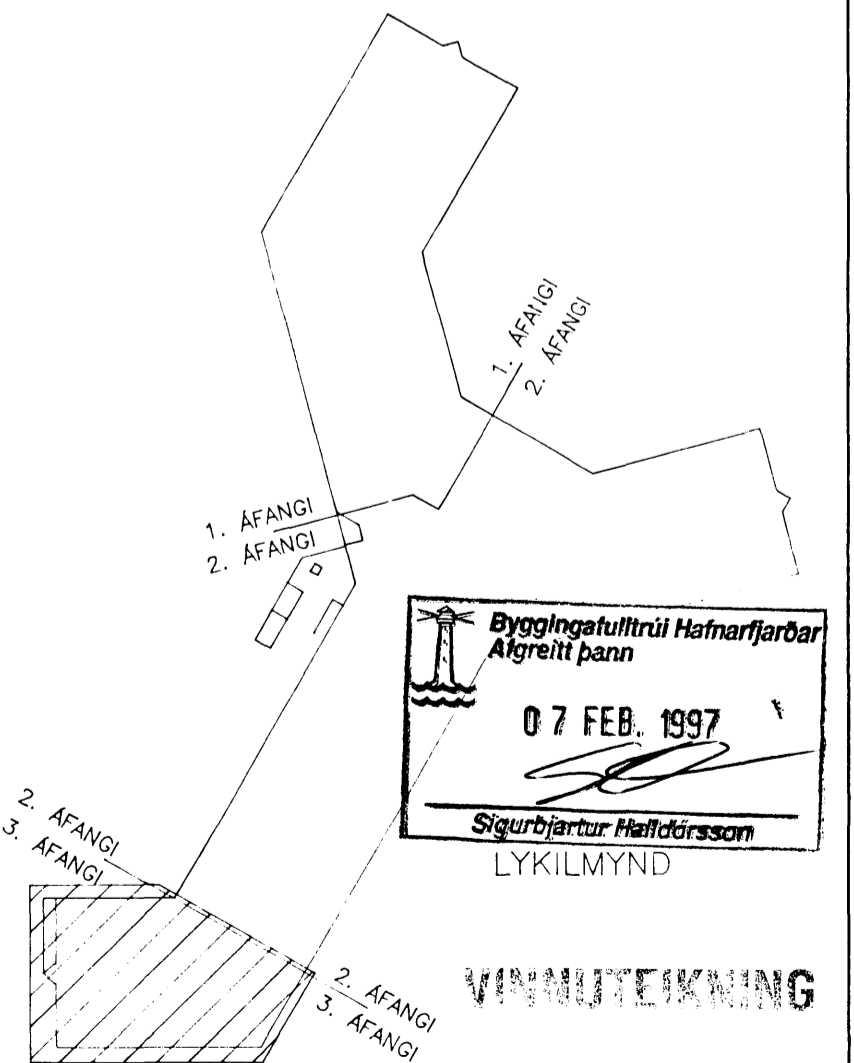 1. ÁFANGI
2. ÁFANGI
1. ÁFANGI
2. ÁFANGI
Byggingafulltrúi Hafnarfjarðar
Afgreitt þann
07 FEB. 1997
Sigurbjartur Halldórsson
LYKILMYND
2. ÁFANGI
3. ÁFANGI
2. ÁFANGI
3. ÁFANGI
VINNUTEIKNING